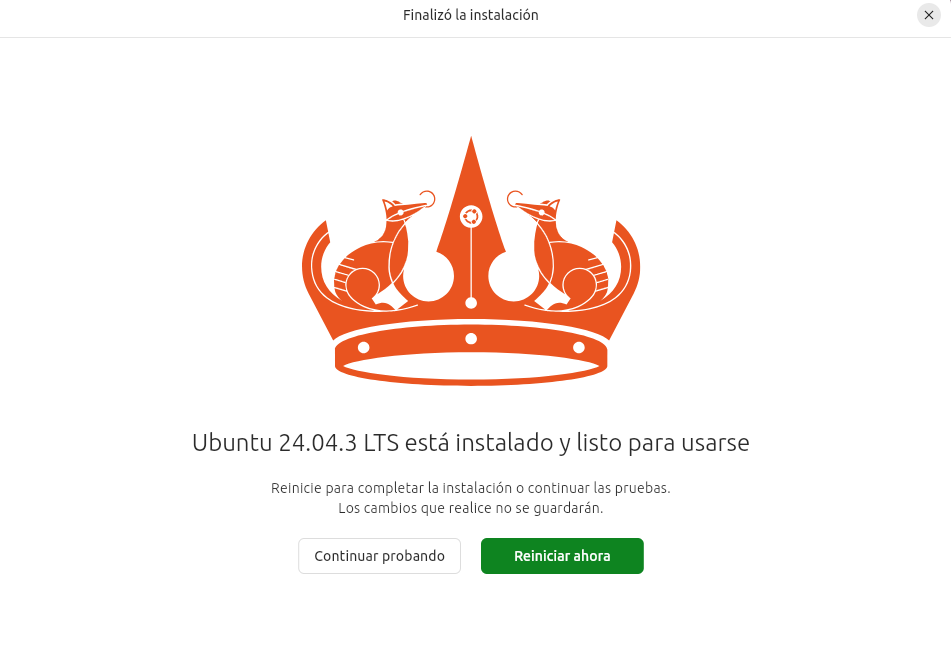 Finalizó la instalación
Ubuntu 24.04.3 LTS está instalado y listo para usarse
Reinicie para completar la instalación o continuar las pruebas.
Los cambios que realice no se guardarán.
Continuar probando
Reiniciar ahora